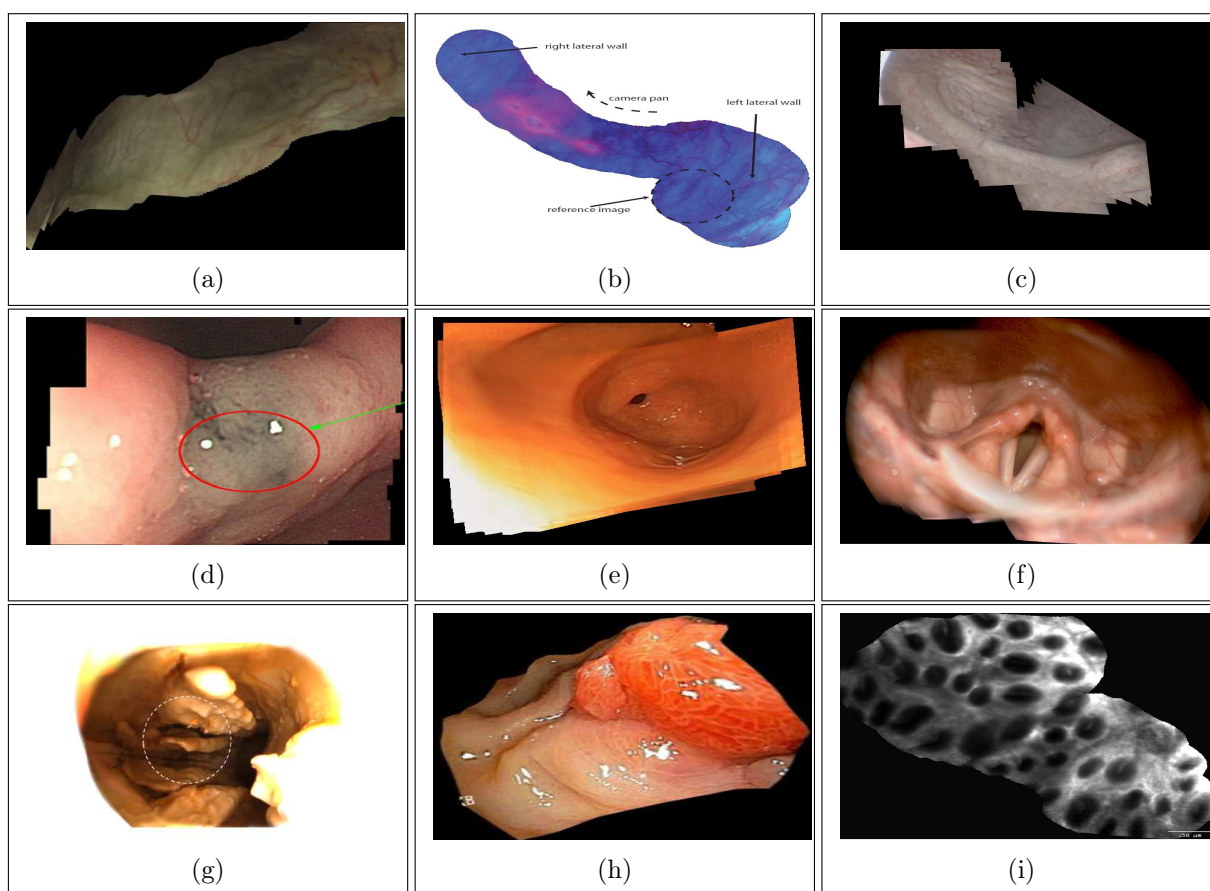 right lateral wall
camera pan
left lateral wall
reference image
(a)
(b)
(c)
(d)
(e)
(f)
B
(g)
(h)
(i)